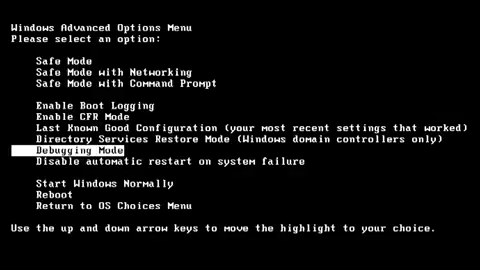 Windows Advanced Options Menu
Please select an option:
Safe Mode
Safe Mode with Networking
Safe Mode with Command Prompt
Enable Boot Logging
Enable CFR Mode
Last Known Good Configuration (your most recent settings that worked)
Directory Services Restore Mode (Windows domain controllers only)
Debugging Mode
Disable automatic restart on system failure
Start Windows Normally
Reboot
Return to OS Choices Menu
Use the up and down arrow keys to move the highlight to your choice.